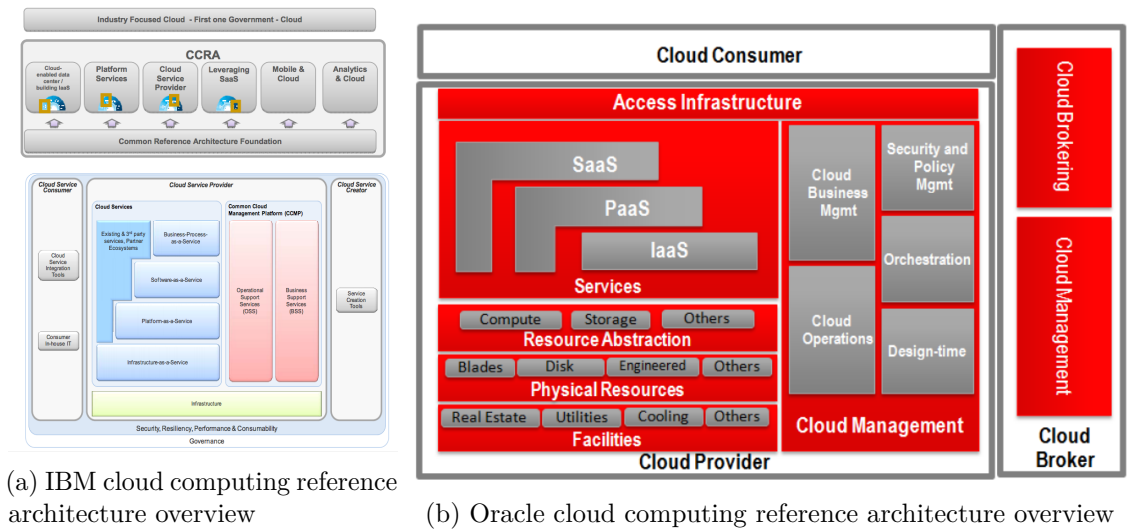 Industry Focused Cloud - First one Government - Cloud
CCRA
Cloud-
enabled data
center /
building IaaS
Platform
Services
Cloud
Service
Provider
Leveraging
SaaS
Mobile &
Cloud
Analytics
& Cloud
Common Reference Architecture Foundation
Cloud Service
Consumer
Cloud Service Provider
Cloud Service
Creator
Cloud Services
Common Cloud
Management Platform (CCMP)
Existing & 3rd party
services, Partner
Ecosystems
Business-Process-
as-a-Service
Cloud
Service
Integration
Tools
Software-as-a-Service
Operational
Support
Services
(OSS)
Business
Support
Services
(BSS)
Service
Creation
Tools
Platform-as-a-Service
Consumer
In-house IT
Infrastructure-as-a-Service
Infrastructure
Security, Resiliency, Performance & Consumability
Governance
(a) IBM cloud computing reference
architecture overview
Cloud Consumer
Access Infrastructure
SaaS
PaaS
IaaS
Services
Compute
Storage
Others
Resource Abstraction
Blades
Disk
Engineered
Others
Physical Resources
Real Estate
Utilities
Cooling
Others
Facilities
Cloud
Business
Mgmt
Security and
Policy
Mgmt
Orchestration
Cloud
Operations
Design-time
Cloud Management
Cloud Provider
Cloud Brokering
Cloud Management
Cloud
Broker
(b) Oracle cloud computing reference architecture overview